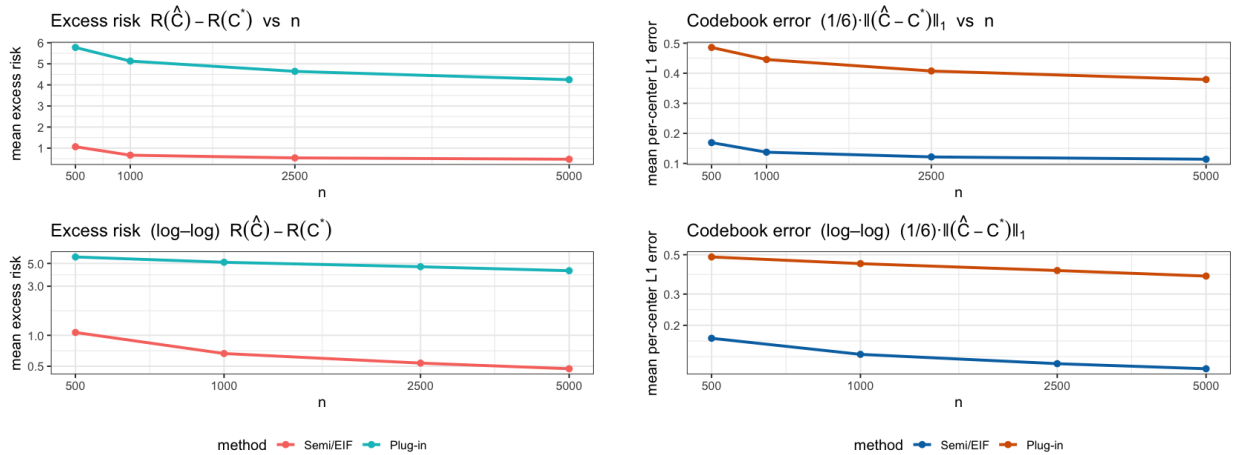 Excess risk R(Ĉ) − R(C*) vs n
mean excess risk
6
5
4
3
2
1
500
1000
2500
5000
n
Codebook error (1/6)·‖(Ĉ − C*)‖₁ vs n
mean per-center L1 error
0.5
0.4
0.3
0.2
0.1
500
1000
2500
5000
n
Excess risk (log–log) R(Ĉ) − R(C*)
mean excess risk
5.0
3.0
1.0
0.5
500
1000
2500
5000
n
Codebook error (log–log) (1/6)·‖(Ĉ − C*)‖₁
mean per-center L1 error
0.5
0.3
0.2
500
1000
2500
5000
n
method Semi/EIF Plug-in
method Semi/EIF Plug-in